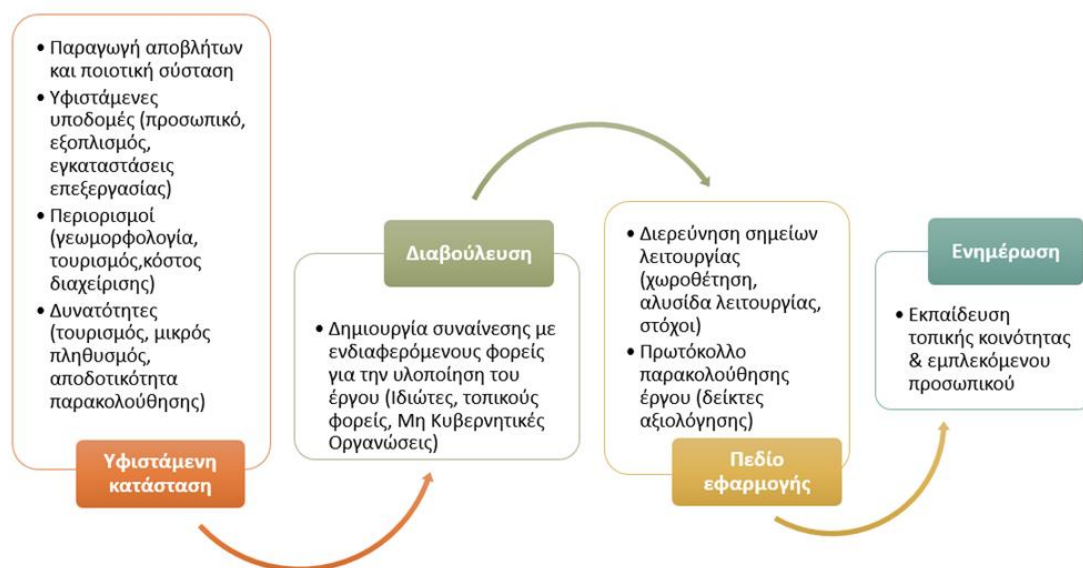 • Παραγωγή αποβλήτων
και ποιοτική σύσταση
• Υφιστάμενες
υποδομές (προσωπικό,
εξοπλισμός,
εγκαταστάσεις
επεξεργασίας)
• Περιορισμοί
(γεωμορφολογία,
τουρισμός,κόστος
διαχείρισης)
• Δυνατότητες
(τουρισμός, μικρός
πληθυσμός,
αποδοτικότητα
παρακολούθησης)
Υφιστάμενη
κατάσταση
Διαβούλευση
• Δημιουργία συναίνεσης με
ενδιαφερόμενους φορείς
για την υλοποίηση του
έργου (Ιδιώτες, τοπικούς
φορείς, Μη Κυβερνητικές
Οργανώσεις)
• Διερεύνηση σημείων
λειτουργίας
(χωροθέτηση,
αλυσίδα λειτουργίας,
στόχοι)
• Πρωτόκολλο
παρακολούθησης
έργου (δείκτες
αξιολόγησης)
Πεδίο
εφαρμογής
Ενημέρωση
• Εκπαίδευση
τοπικής κοινότητας
& εμπλεκόμενου
προσωπικού